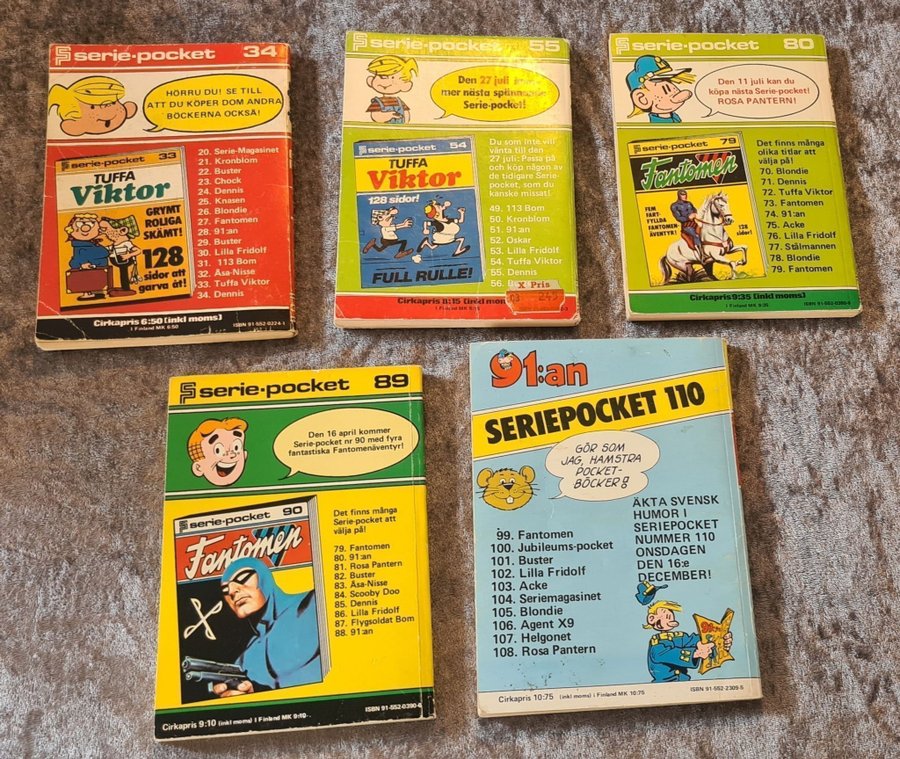 serie-pocket 34
HÖRRU DU! SE TILL
ATT DU KÖPER DOM ANDRA
BÖCKERNA OCKSÅ!
serie-pocket 33
TUFFA
Viktor
GRYMT
ROLIGA
SKÄMT!
128
sidor att
garva åt!
20. Serie-Magasinet
21. Kronblom
22. Buster
23. Chock
24. Dennis
25. Knasen
26. Blondie
27. Fantomen
28. 91:an
29. Buster
30. Lilla Fridolf
31. 113 Bom
32. Åsa-Nisse
33. Tuffa Viktor
34. Dennis
Cirkapris 6:50 (inkl moms)
I Finland MK 6:50
ISBN 91-552-0224-1
serie-pocket 55
Den 27 juli
mer nästa spännande
Serie-pocket!
serie-pocket 54
TUFFA
Viktor
128 sidor!
FULL RULLE!
Du som inte vill
vänta till den
27 juli: Passa på
och köp någon av
de tidigare Serie-
pocket, som du
kanske missat!
49. 113 Bom
50. Kronblom
51. 91:an
52. Oskar
53. Lilla Fridolf
54. Tuffa Viktor
55. Dennis
56.
X Pris
Cirkapris 8:15 (inkl moms)
serie-pocket 80
Den 11 juli kan du
köpa nästa Serie-pocket!
ROSA PANTERN!
serie-pocket 79
Fantomen
FEM
FART-
FYLLDA
FANTOMEN-
ÄVENTYR!
128
sidor!
Det finns många
olika titlar att
välja på!
70. Blondie
71. Dennis
72. Tuffa Viktor
73. Fantomen
74. 91:an
75. Acke
76. Lilla Fridolf
77. Stålmannen
78. Blondie
79. Fantomen
Cirkapris 9:35 (inkl moms)
I Finland MK 9:35
serie-pocket 89
Den 16 april kommer
Serie-pocket nr 90 med fyra
fantastiska Fantomenäventyr!
serie-pocket 90
Fantomen
Det finns många
Serie-pocket att
välja på!
79. Fantomen
80. 91:an
81. Rosa Pantern
82. Buster
83. Åsa-Nisse
84. Scooby Doo
85. Dennis
86. Lilla Fridolf
87. Flygsoldat Bom
88. 91:an
Cirkapris 9:10 (inkl moms) I Finland MK 9:10
91:an
SERIEPOCKET 110
GÖR SOM
JAG, HAMSTRA
POCKET-
BÖCKER!
99. Fantomen
100. Jubileums-pocket
101. Buster
102. Lilla Fridolf
103. Acke
104. Seriemagasinet
105. Blondie
106. Agent X9
107. Helgonet
108. Rosa Pantern
ÄKTA SVENSK
HUMOR I
SERIEPOCKET
NUMMER 110
ONSDAGEN
DEN 16:e
DECEMBER!
Cirkapris 10:75 (inkl moms) i Finland MK 10:75
ISBN 91-552-2309-5